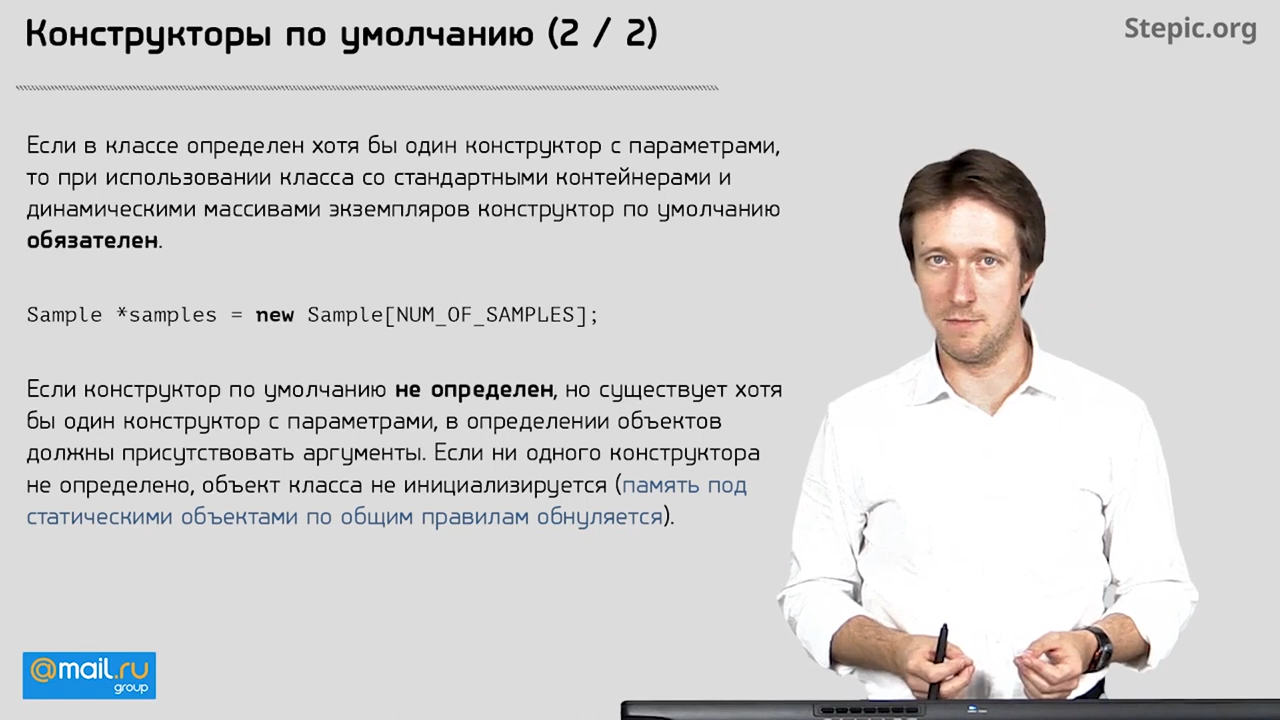 Конструкторы по умолчанию (2 / 2)
Stepic.org
Если в классе определен хотя бы один конструктор с параметрами,
то при использовании класса со стандартными контейнерами и
динамическими массивами экземпляров конструктор по умолчанию
обязателен.
Sample *samples = new Sample[NUM_OF_SAMPLES];
Если конструктор по умолчанию не определен, но существует хотя
бы один конструктор с параметрами, в определении объектов
должны присутствовать аргументы. Если ни одного конструктора
не определено, объект класса не инициализируется (память под
статическими объектами по общим правилам обнуляется).
@mail.ru
group